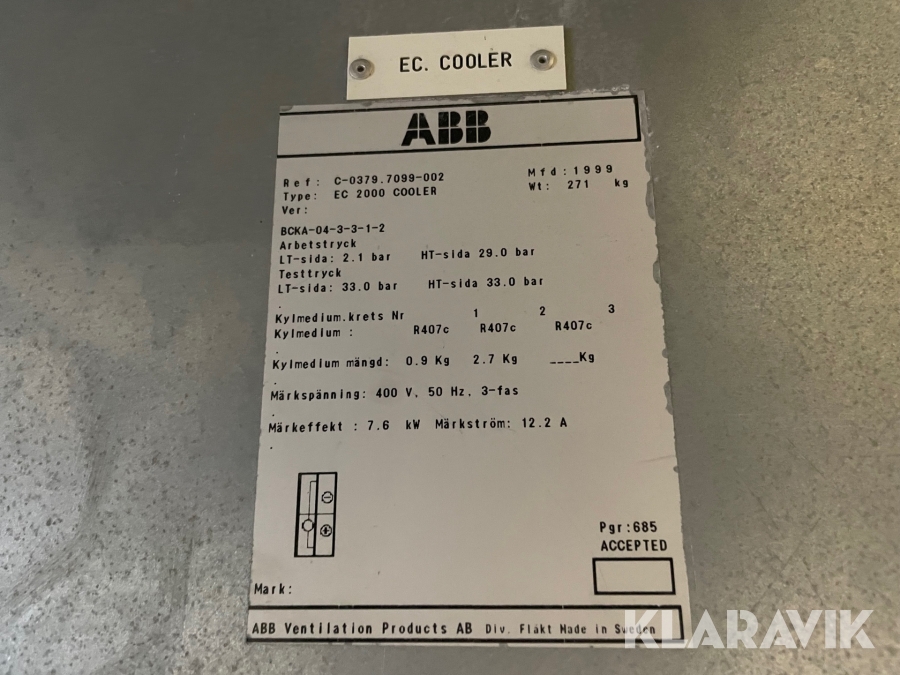 EC. COOLER
ABB
Ref: C-0379.7099-002 Mfd:1999
Type: EC 2000 COOLER Wt: 271 kg
Ver:
BCKA-04-3-3-1-2
Arbetstryck
LT-sida: 2.1 bar HT-sida 29.0 bar
Testtryck
LT-sida: 33.0 bar HT-sida 33.0 bar
.
Kylmedium.krets Nr 1 2 3
Kylmedium : R407c R407c R407c
.
Kylmedium mängd: 0.9 Kg 2.7 Kg ____Kg
.
Märkspänning: 400 V, 50 Hz, 3-fas
.
Märkeffekt : 7.6 kW Märkström: 12.2 A
.
Pgr:685
ACCEPTED
Mark:
ABB Ventilation Products AB Div. Fläkt Made in Sweden
KLARAVIK